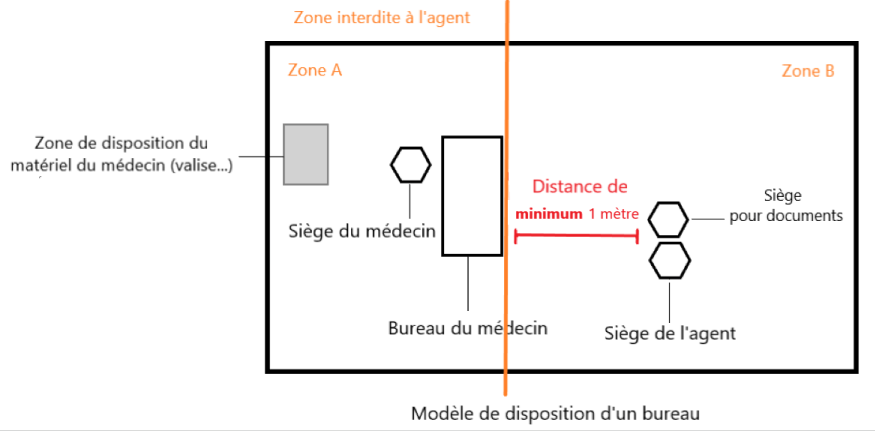 Zone interdite à l'agent
Zone A
Zone B
Zone de disposition du
matériel du médecin (valise...)
Distance de
minimum 1 mètre
Siège
pour documents
Siège du médecin
Bureau du médecin
Siège de l'agent
Modèle de disposition d'un bureau